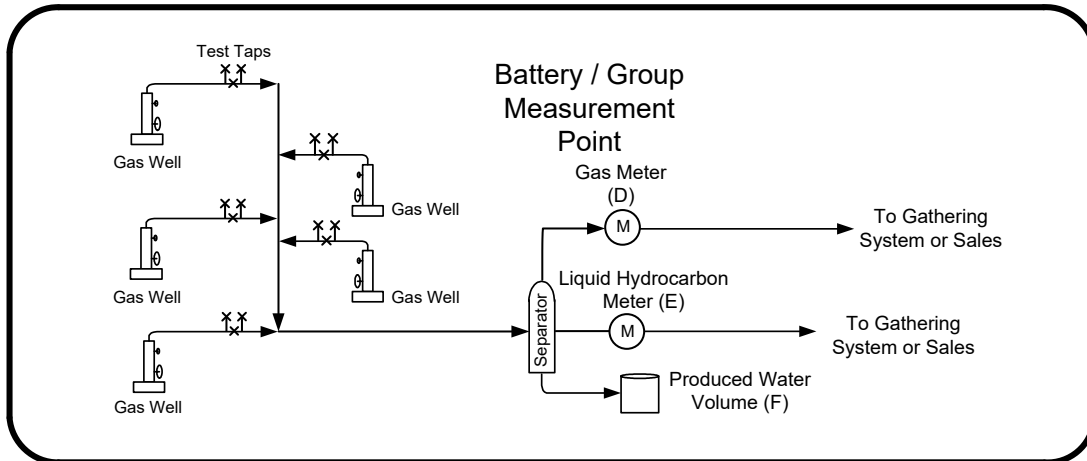 Test Taps
Gas Well
Gas Well
Gas Well
Gas Well
Gas Well
Battery / Group
Measurement
Point
Gas Meter
(D)
M
To Gathering
System or Sales
Liquid Hydrocarbon
Meter (E)
M
To Gathering
System or Sales
Separator
Produced Water
Volume (F)